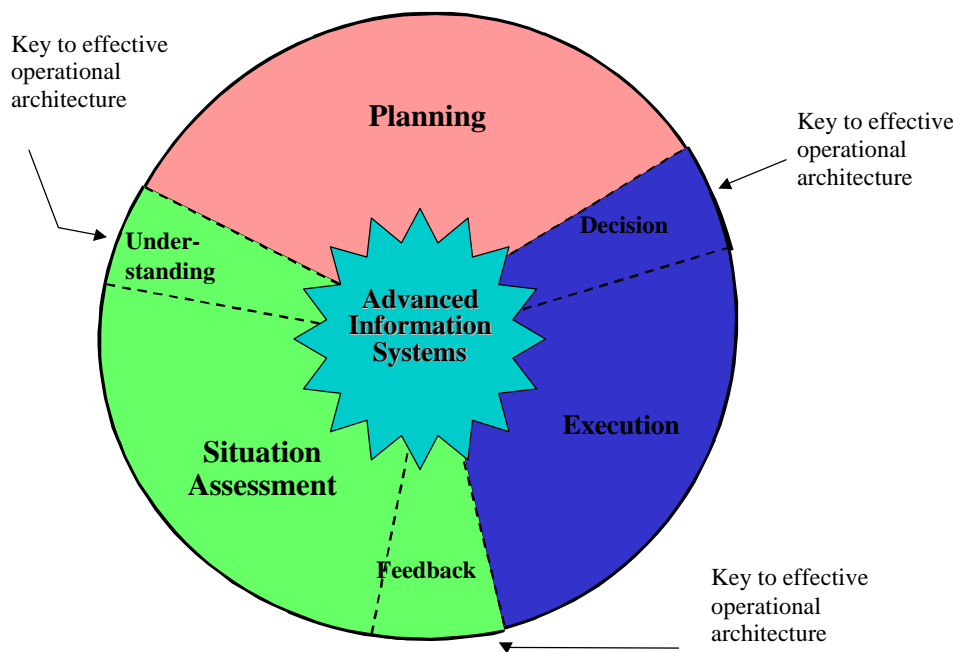 Key to effective
operational
architecture
Planning
Key to effective
operational
architecture
Decision
Under-
standing
Advanced
Information
Systems
Execution
Situation
Assessment
Feedback
Key to effective
operational
architecture